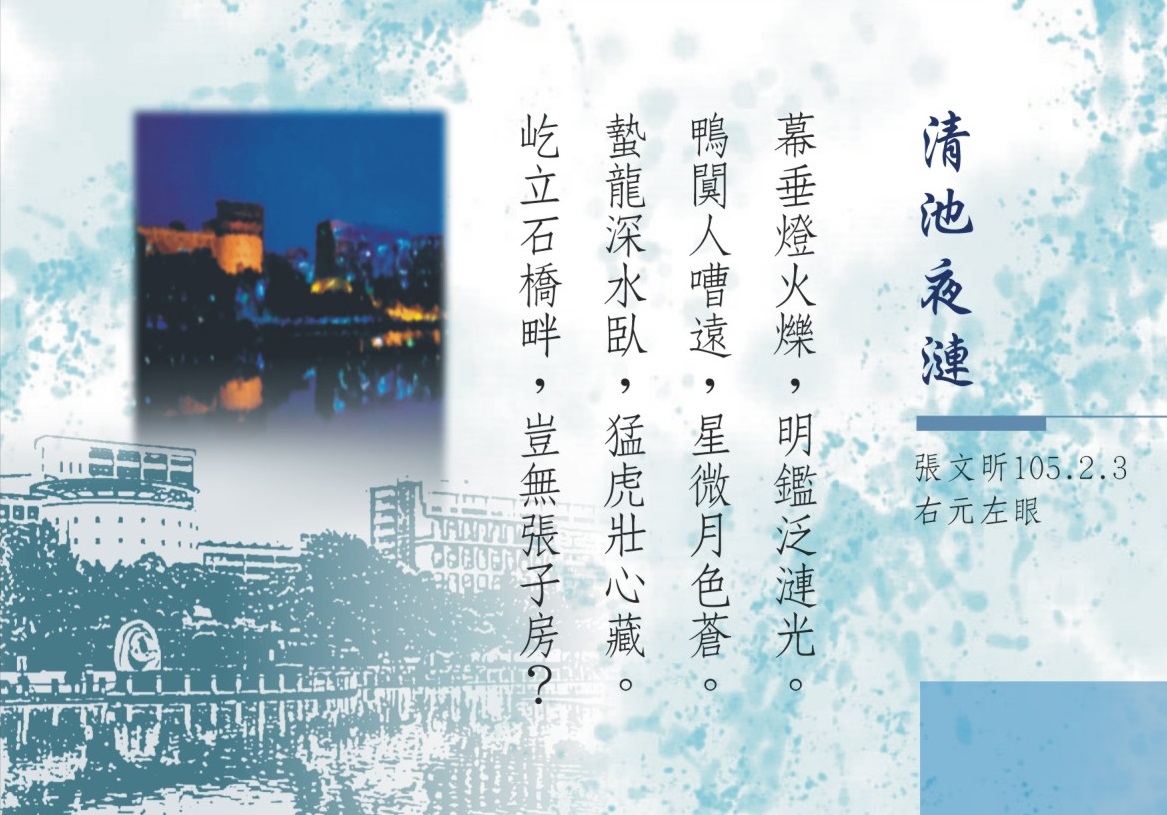 清池夜漣
張文昕105.2.3
右元左眼
幕垂燈火爍，明鑑泛漣光。
鴨闃人嘈遠，星微月色蒼。
蟄龍深水臥，猛虎壯心藏。
屹立石橋畔，豈無張子房？